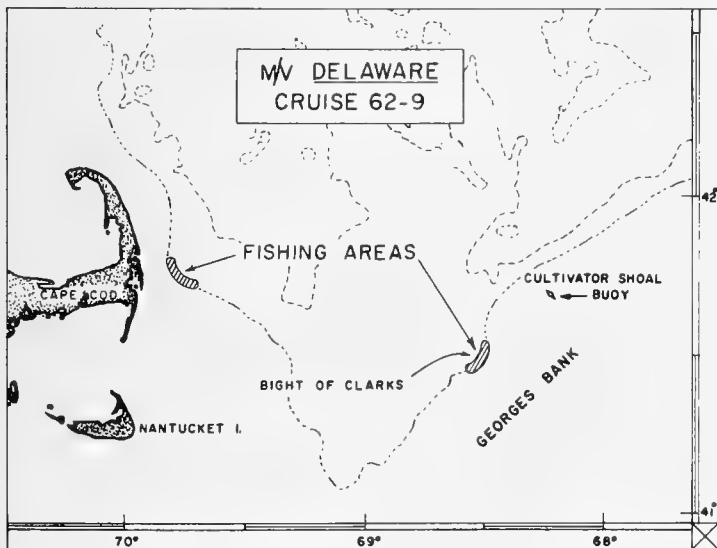 M/V DELAWARE
CRUISE 62-9
42°
FISHING AREAS
CULTIVATOR SHOAL
BUOY
CAPE COD
BIGHT OF CLARKS
GEORGES BANK
NANTUCKET I.
41°
70°
69°
68°